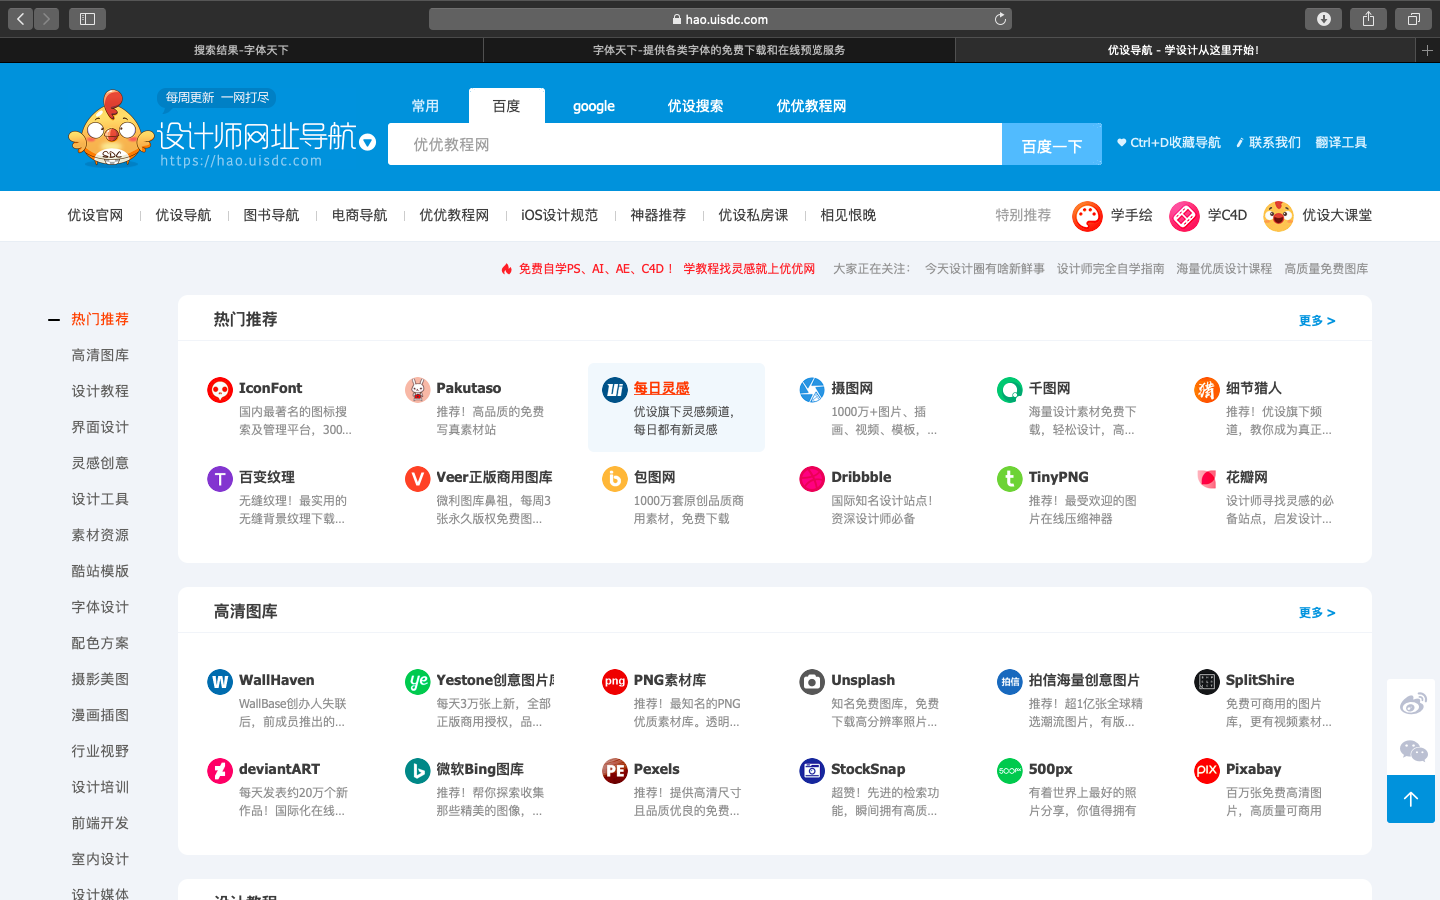 hao.uisdc.com
搜索结果-字体天下
字体天下-提供各类字体的免费下载和在线预览服务
优设导航 - 学设计从这里开始！
每周更新 一网打尽
设计师网址导航
https://hao.uisdc.com
SDC
常用
百度
google
优设搜索
优优教程网
优优教程网
百度一下
Ctrl+D收藏导航
联系我们
翻译工具
优设官网
优设导航
图书导航
电商导航
优优教程网
iOS设计规范
神器推荐
优设私房课
相见恨晚
特别推荐
学手绘
学C4D
优设大课堂
免费自学PS、AI、AE、C4D！ 学教程找灵感就上优优网
大家正在关注：
今天设计圈有啥新鲜事
设计师完全自学指南
海量优质设计课程
高质量免费图库
热门推荐
高清图库
设计教程
界面设计
灵感创意
设计工具
素材资源
酷站模版
字体设计
配色方案
摄影美图
漫画插图
行业视野
设计培训
前端开发
室内设计
设计媒体
热门推荐
更多 >
IconFont
国内最著名的图标搜
索及管理平台，300...
Pakutaso
推荐！高品质的免费
写真素材站
Ui
每日灵感
优设旗下灵感频道，
每日都有新灵感
摄图网
1000万+图片、插
画、视频、模板，...
千图网
海量设计素材免费下
载，轻松设计，高...
猎
细节猎人
推荐！优设旗下频
道，教你成为真正...
T
百变纹理
无缝纹理！最实用的
无缝背景纹理下载...
V
Veer正版商用图库
微利图库鼻祖，每周3
张永久版权免费图...
b
包图网
1000万套原创品质商
用素材，免费下载
Dribbble
国际知名设计站点！
资深设计师必备
t
TinyPNG
推荐！最受欢迎的图
片在线压缩神器
花瓣网
设计师寻找灵感的必
备站点，启发设计...
高清图库
更多 >
W
WallHaven
WallBase创办人失联
后，前成员推出的...
ye
Yestone创意图片库
每天3万张上新，全部
正版商用授权，品...
png
PNG素材库
推荐！最知名的PNG
优质素材库。透明...
Unsplash
知名免费图库，免费
下载高分辨率照片...
拍信
拍信海量创意图片
推荐！超1亿张全球精
选潮流图片，有版...
SplitShire
免费可商用的图片
库，更有视频素材...
deviantART
每天发表约20万个新
作品！国际化在线...
b
微软Bing图库
推荐！帮你探索收集
那些精美的图像，...
PE
Pexels
推荐！提供高清尺寸
且品质优良的免费...
StockSnap
超赞！先进的检索功
能，瞬间拥有高质...
500px
500px
有着世界上最好的照
片分享，你值得拥有
PIX
Pixabay
百万张免费高清图
片，高质量可商用
设计教程